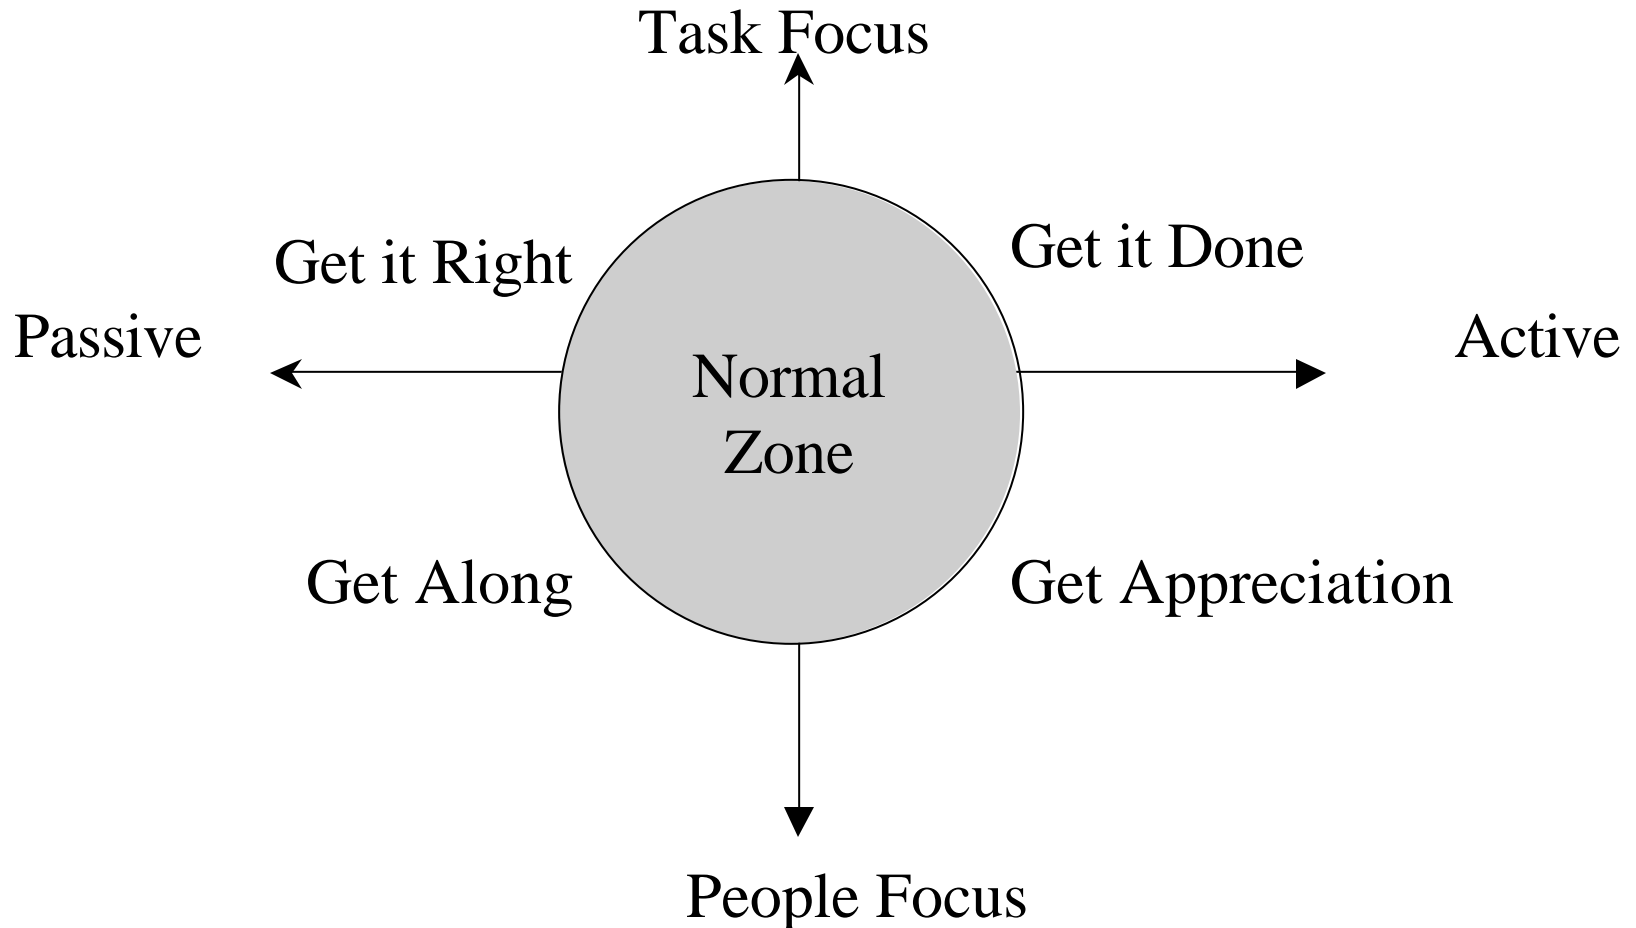 Task Focus
Get it Right
Get it Done
Passive
Active
Normal
Zone
Get Along
Get Appreciation
People Focus